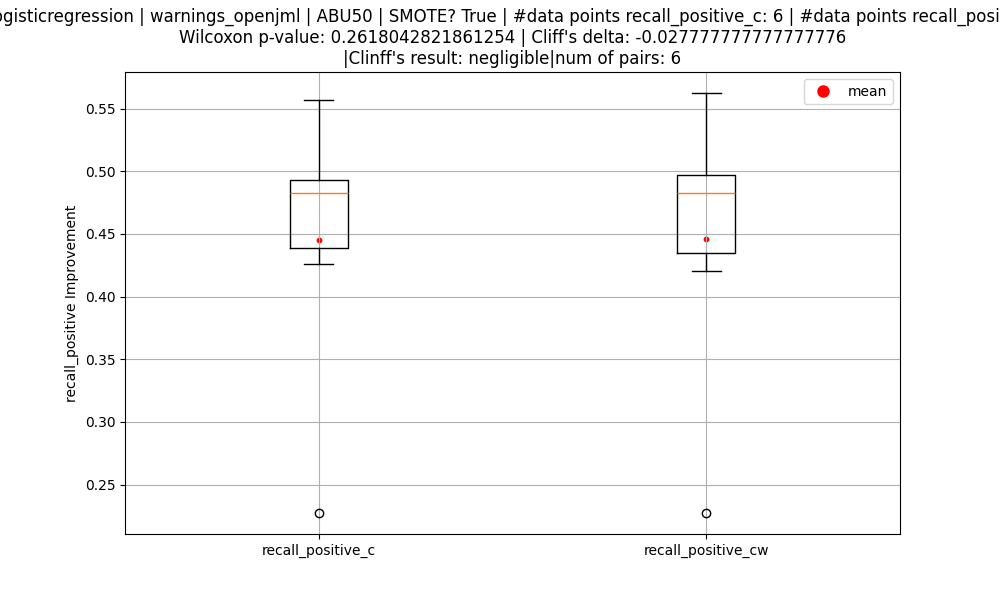 ogisticregression | warnings_openjml | ABU50 | SMOTE? True | #data points recall_positive_c: 6 | #data points recall_posi
Wilcoxon p-value: 0.2618042821861254 | Cliff's delta: -0.027777777777777776
|Clinff's result: negligible|num of pairs: 6
mean
0.55
0.50
0.45
0.40
0.35
0.30
0.25
recall_positive Improvement
recall_positive_c
recall_positive_cw